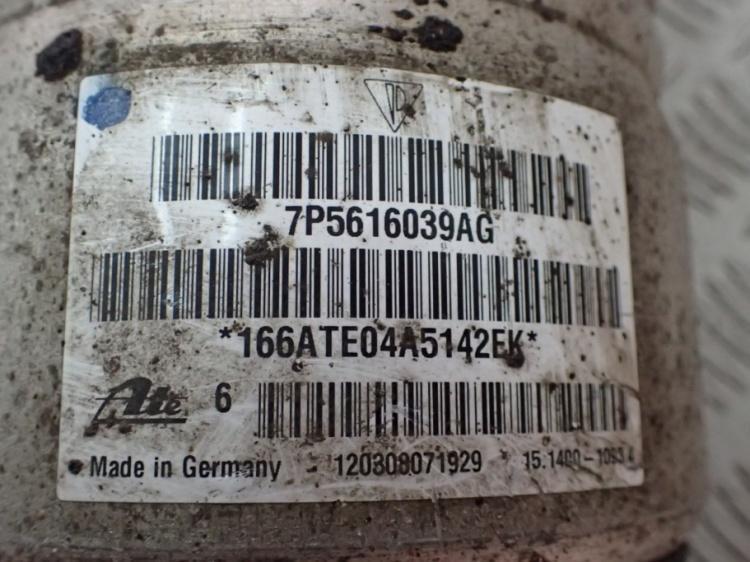 7P5616039AG
*166ATE04A5142EK*
Ate 6
Made in Germany 120308071929